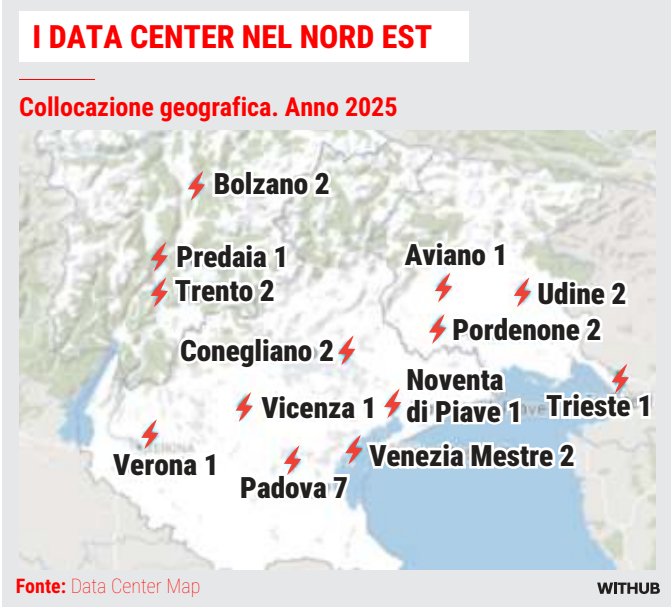 I DATA CENTER NEL NORD EST
Collocazione geografica. Anno 2025
Bolzano 2
Predaia 1
Trento 2
Aviano 1
Udine 2
Pordenone 2
Conegliano 2
Noventa
di Piave 1
Vicenza 1
Trieste 1
Verona 1
Venezia Mestre 2
Padova 7
Fonte: Data Center Map
WITHUB